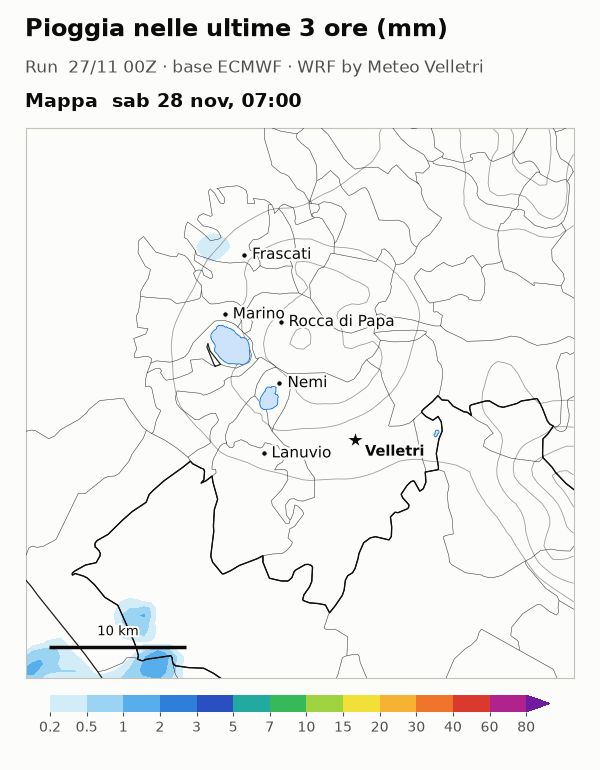 Pioggia nelle ultime 3 ore (mm)
Run  27/11 00Z · base ECMWF · WRF by Meteo Velletri
Mappa  sab 28 nov, 07:00
Frascati
Marino
Rocca di Papa
Nemi
Velletri
Lanuvio
10 km
0.2 0.5 1 2 3 5 7 10 15 20 30 40 60 80